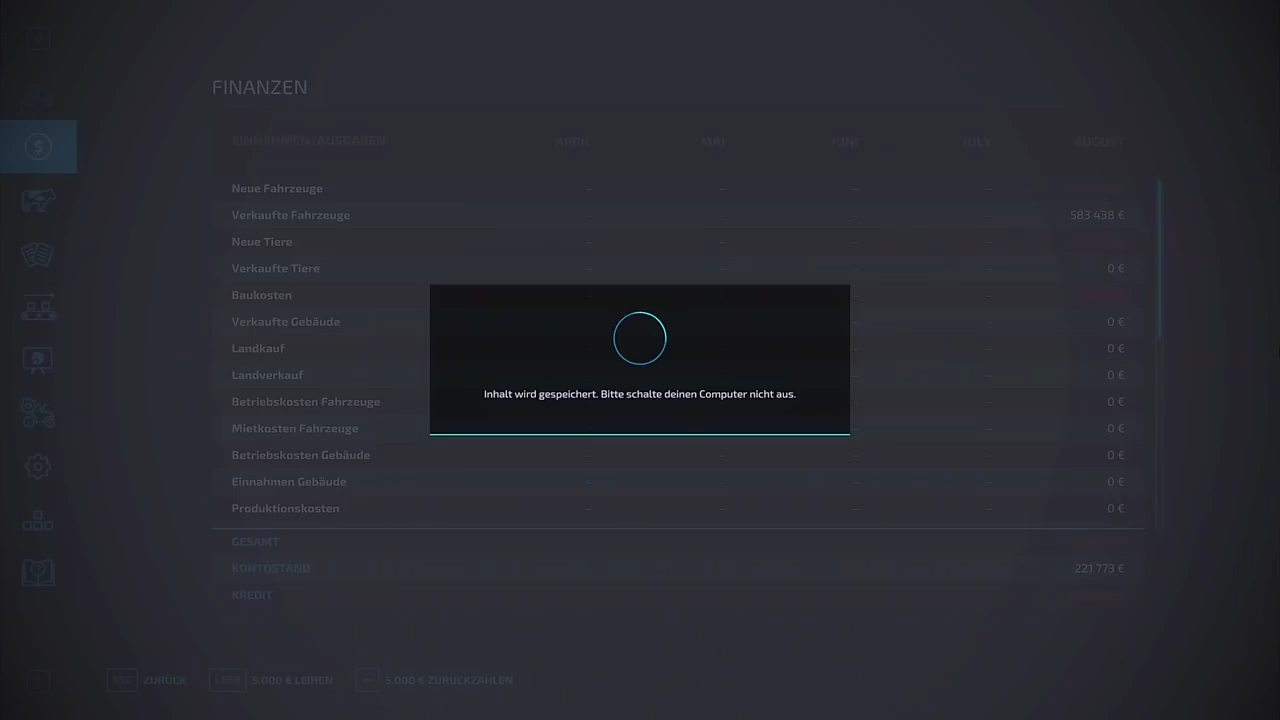 FINANZEN
EINNAHMEN/AUSGABEN APRIL MAI JUNI JULY AUGUST
Neue Fahrzeuge – – – –
Verkaufte Fahrzeuge – – – – 583.438 €
Neue Tiere – – – –
Verkaufte Tiere – – – – 0 €
Baukosten –
Verkaufte Gebäude – – 0 €
Landkauf – – 0 €
Landverkauf – – 0 €
Betriebskosten Fahrzeuge – – 0 €
Mietkosten Fahrzeuge – – 0 €
Betriebskosten Gebäude – – – – 0 €
Einnahmen Gebäude – – – – 0 €
Produktionskosten – – – – 0 €
GESAMT
KONTOSTAND 221 773 €
KREDIT
Inhalt wird gespeichert. Bitte schalte deinen Computer nicht aus.
ESC ZURÜCK LEER 5.000 € LEIHEN 5.000 € ZURÜCKZAHLEN